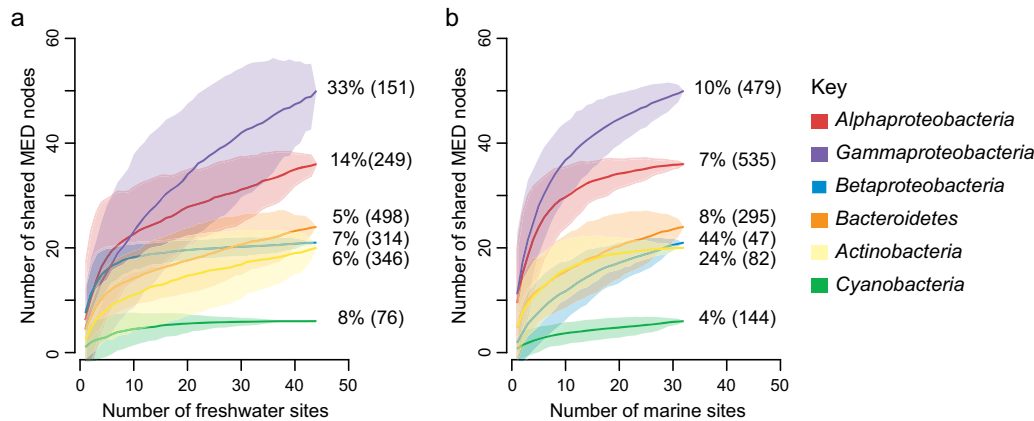 a
Number of shared MED nodes
60
40
20
0
33% (151)
14%(249)
5% (498)
7% (314)
6% (346)
8% (76)
0 10 20 30 40 50
Number of freshwater sites
b
Number of shared MED nodes
60
40
20
0
10% (479)
7% (535)
8% (295)
44% (47)
24% (82)
4% (144)
0 10 20 30 40 50
Number of marine sites
Key
Alphaproteobacteria
Gammaproteobacteria
Betaproteobacteria
Bacteroidetes
Actinobacteria
Cyanobacteria